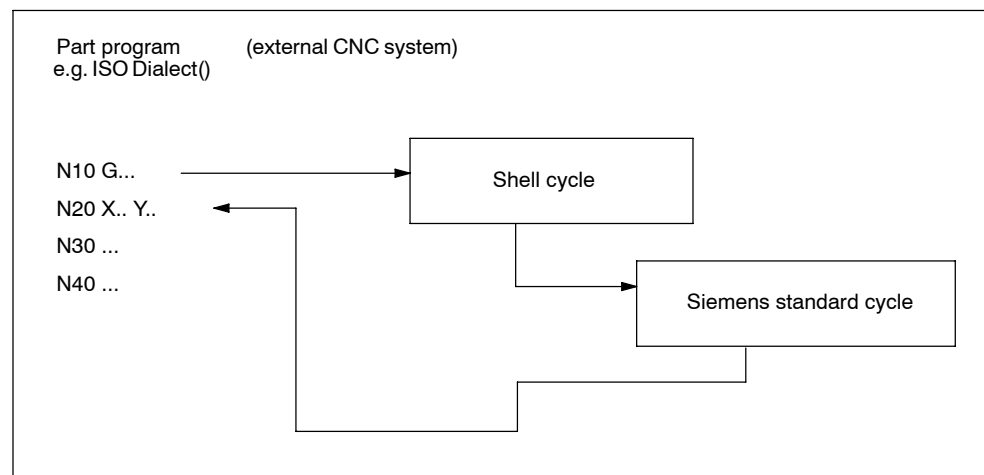 Part program (external CNC system)
e.g. ISO Dialect()
N10 G...
Shell cycle
N20 X.. Y..
N30 ...
N40 ...
Siemens standard cycle